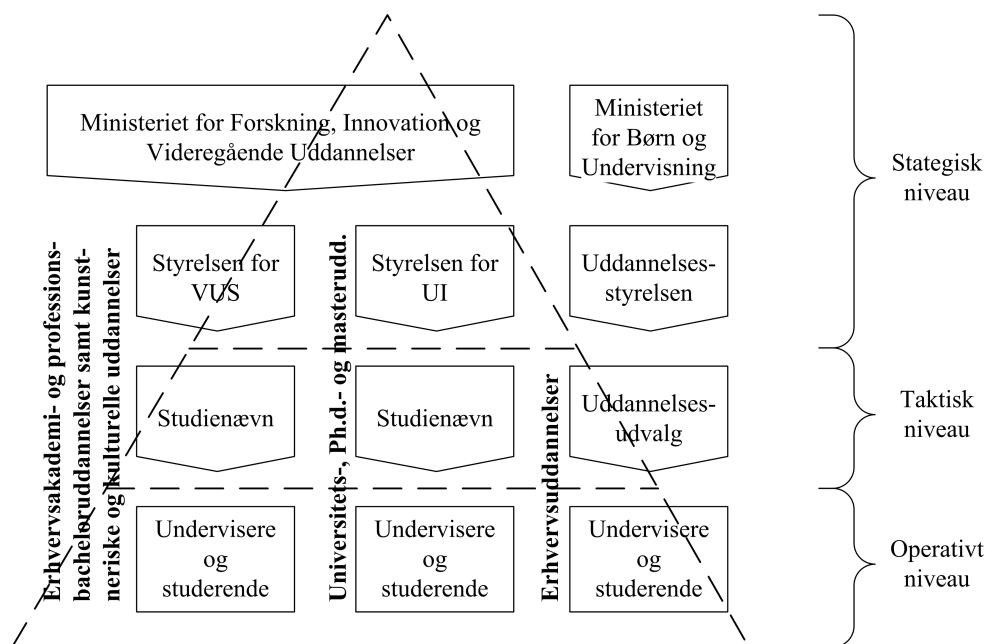 Ministeriet for Forskning, Innovation og
Videregående Uddannelser
Ministeriet
for Børn og
Undervisning
Stategisk
niveau
Erhvervsakademi- og professions-
bacheloruddannelser samt kunst-
neriske og kulturelle uddannelser
Styrelsen for
VUS
Universitets-, Ph.d.- og masterudd.
Styrelsen for
UI
Uddannelses-
styrelsen
Studienævn
Studienævn
Erhvervsuddannelser
Uddannelses-
udvalg
Taktisk
niveau
Undervisere
og
studerende
Undervisere
og
studerende
Undervisere
og
studerende
Operativt
niveau